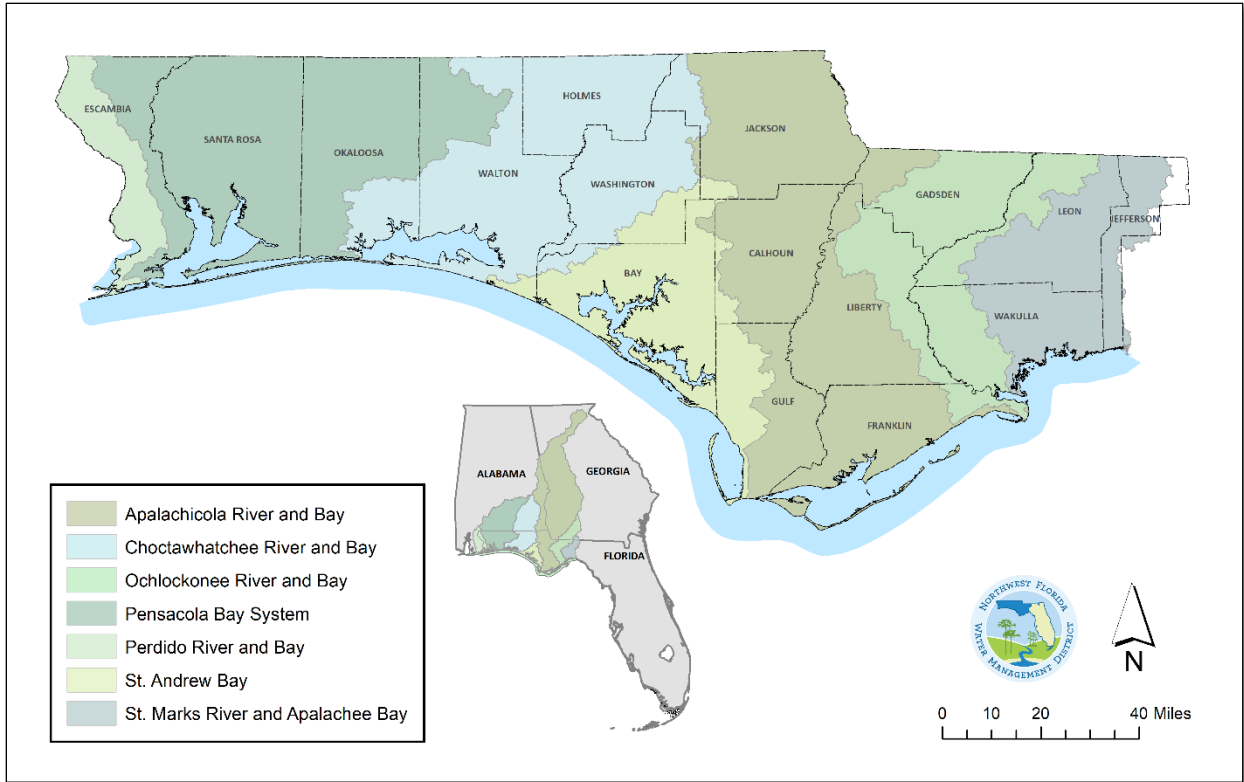 ESCAMBIA
SANTA ROSA
OKALOOSA
HOLMES
WALTON
WASHINGTON
JACKSON
BAY
CALHOUN
GADSDEN
LEON
JEFFERSON
LIBERTY
WAKULLA
GULF
FRANKLIN
ALABAMA
GEORGIA
FLORIDA
Apalachicola River and Bay
Choctawhatchee River and Bay
Ochlockonee River and Bay
Pensacola Bay System
Perdido River and Bay
St. Andrew Bay
St. Marks River and Apalachee Bay
NORTHWEST FLORIDA
WATER MANAGEMENT DISTRICT
N
0 10 20 40 Miles